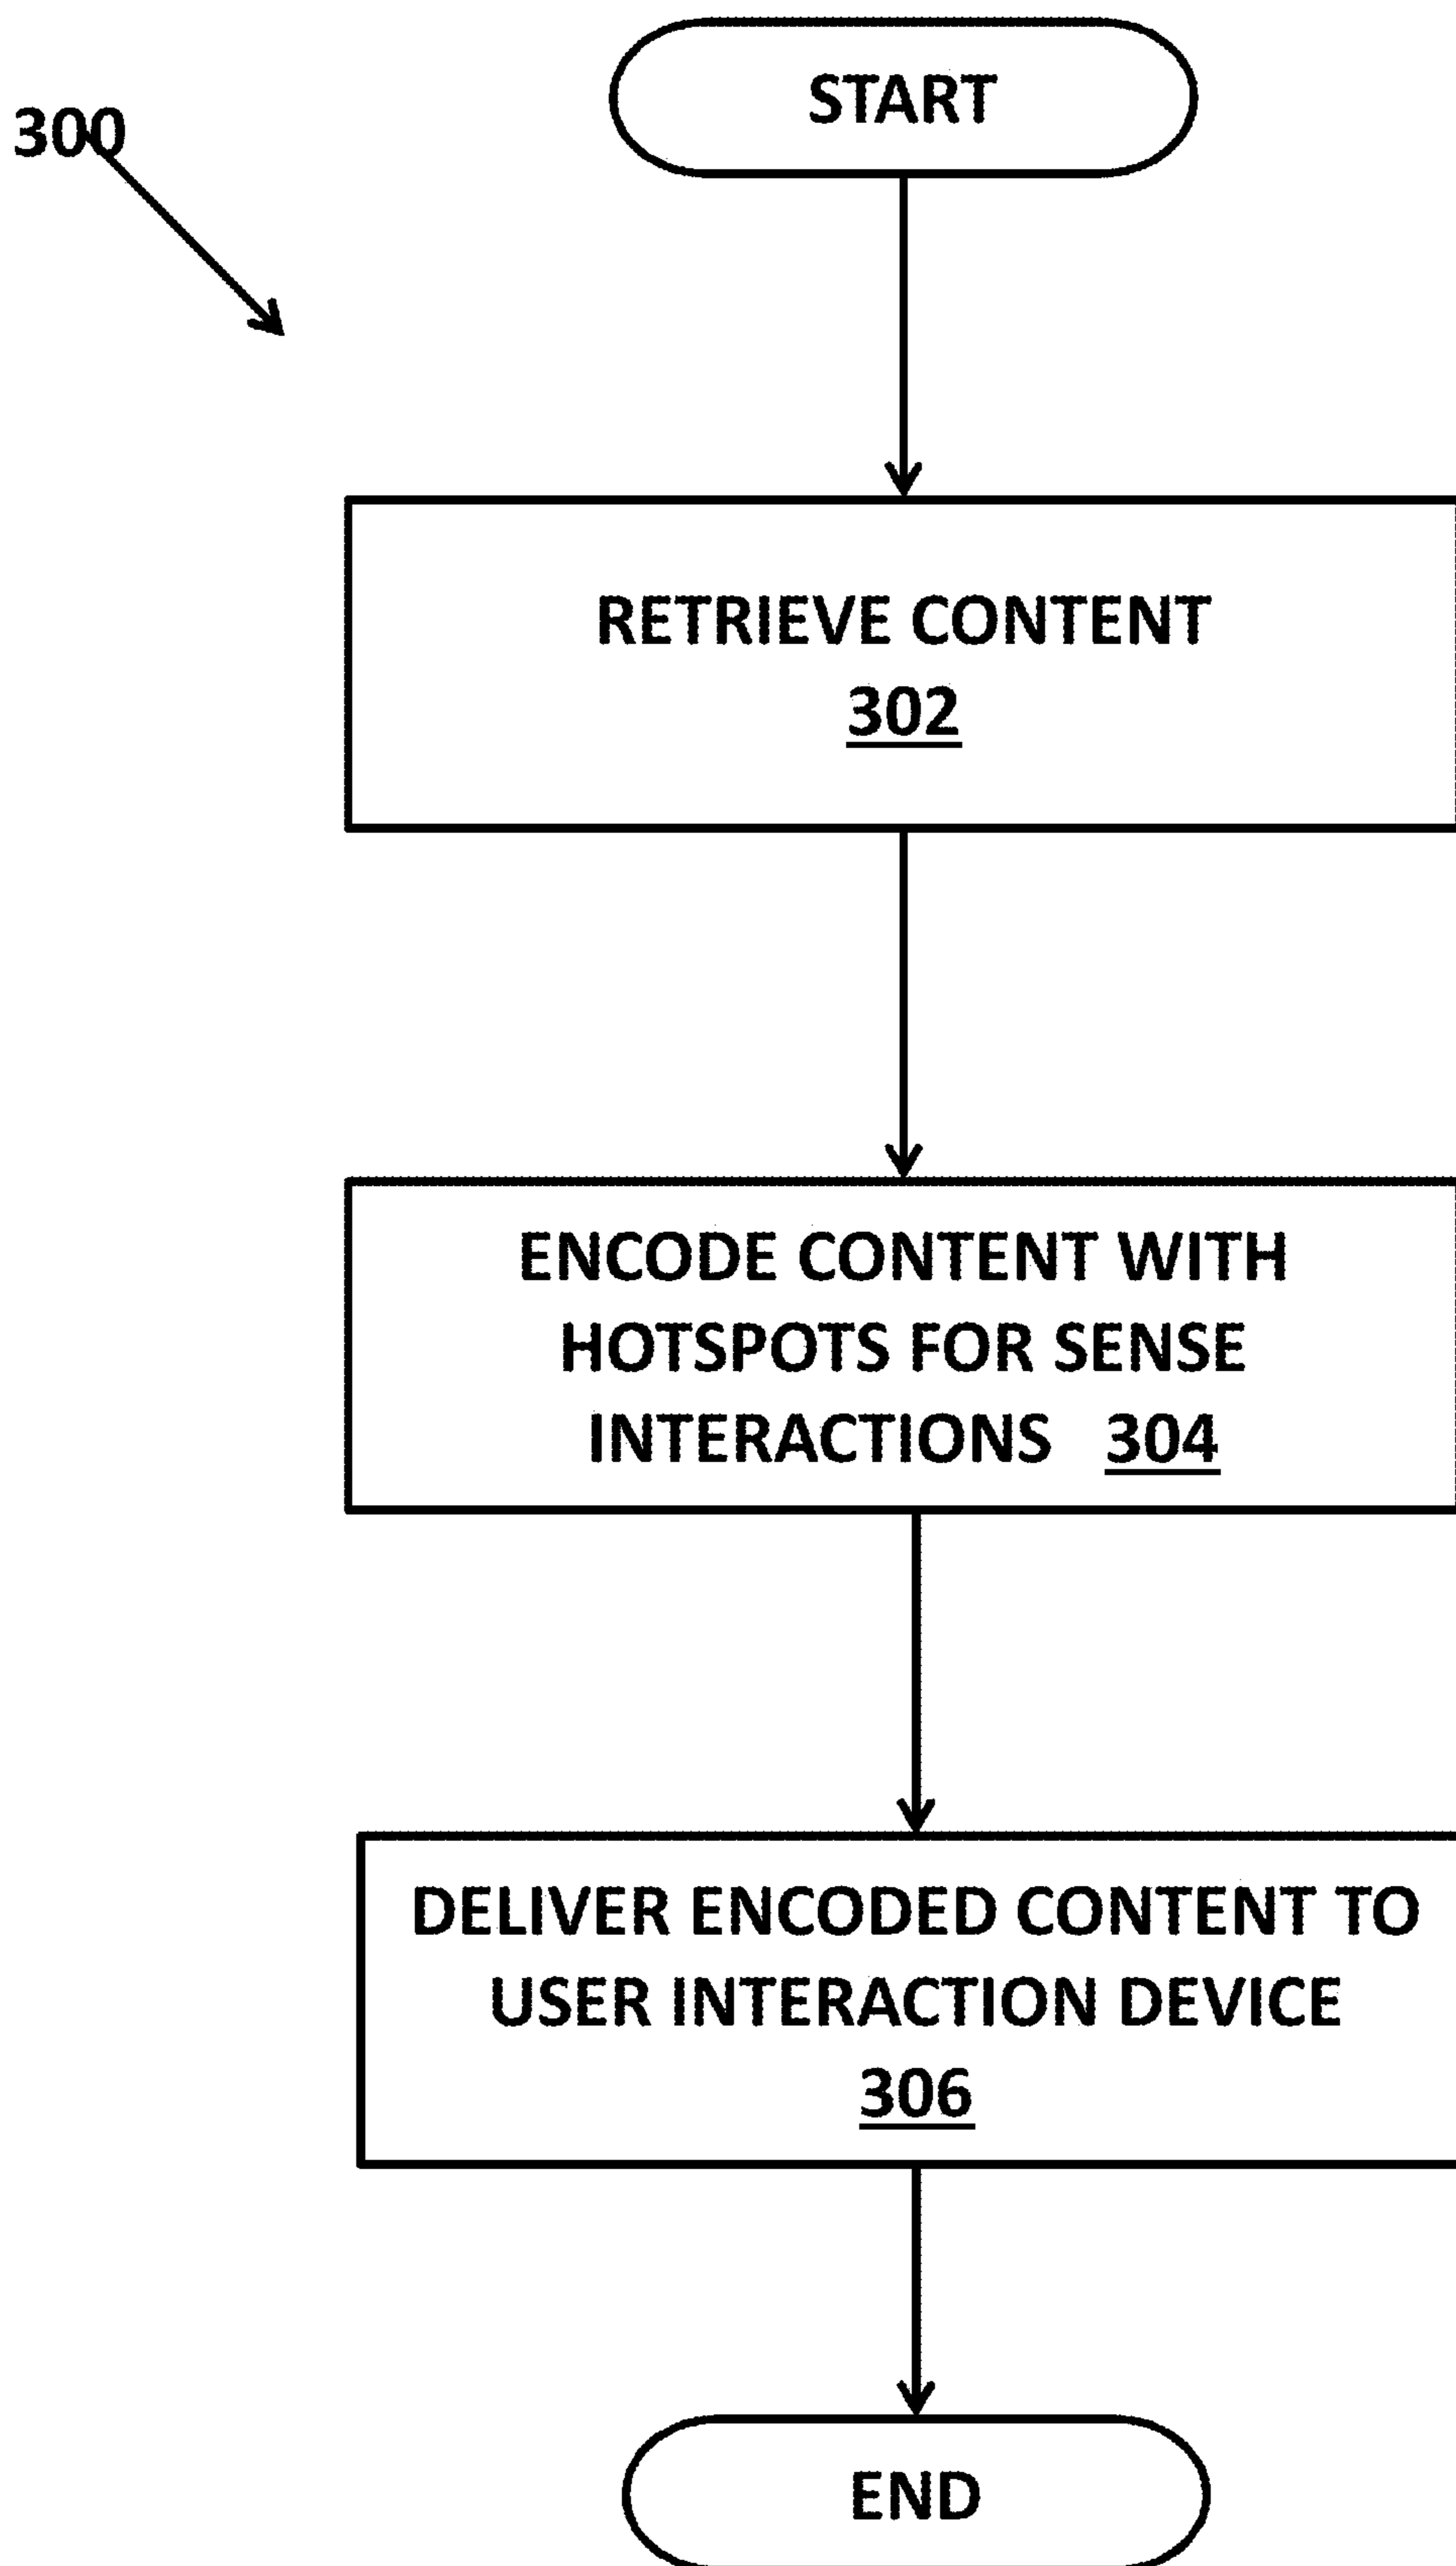 START
300
RETRIEVE CONTENT
302
ENCODE CONTENT WITH
HOTSPOTS FOR SENSE
INTERACTIONS 304
DELIVER ENCODED CONTENT TO
USER INTERACTION DEVICE
306
END